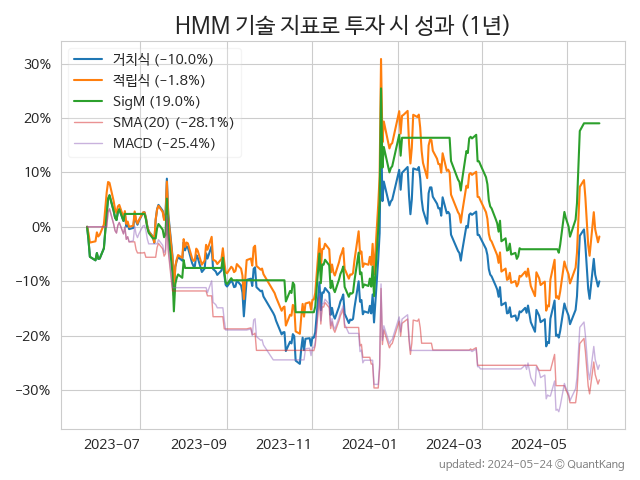 HMM 기술 지표로 투자 시 성과 (1년)
거치식 (−10.0%)
적립식 (−1.8%)
SigM (19.0%)
SMA(20) (−28.1%)
MACD (−25.4%)
30%
20%
10%
0%
−10%
−20%
−30%
2023-07
2023-09
2023-11
2024-01
2024-03
2024-05
updated: 2024-05-24 © QuantKang